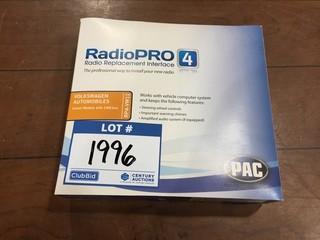 RadioPRO 4
Radio Replacement Interface
The professional way to install your new radio.
VOLKSWAGEN
AUTOMOBILES
Works with vehicle computer system
and keeps the following features:
• Steering wheel controls
• Important warning chimes
• Amplified audio system (if equipped)
LOT #
1996
ClubBid
CENTURY
AUCTIONS
PAC